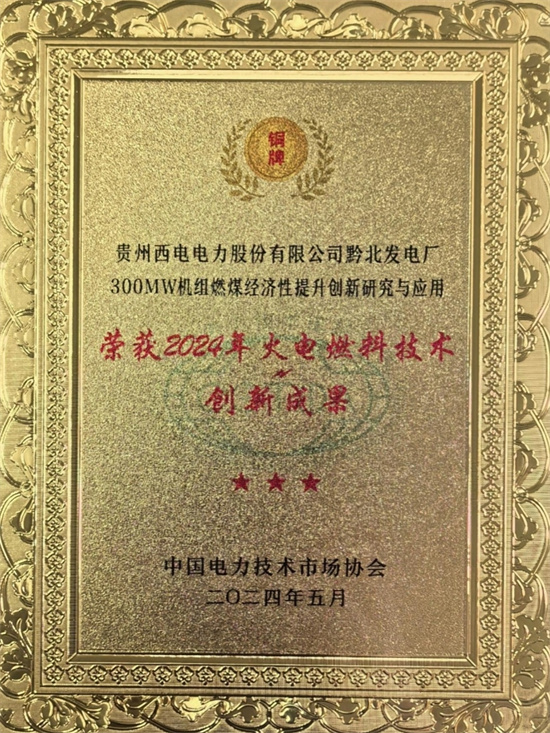 铜
牌
贵州西电电力股份有限公司黔北发电厂
300MW机组燃煤经济性提升创新研究与应用
荣获2024年火电燃料技术
创新成果
★★★
中国电力技术市场协会
二〇二四年五月